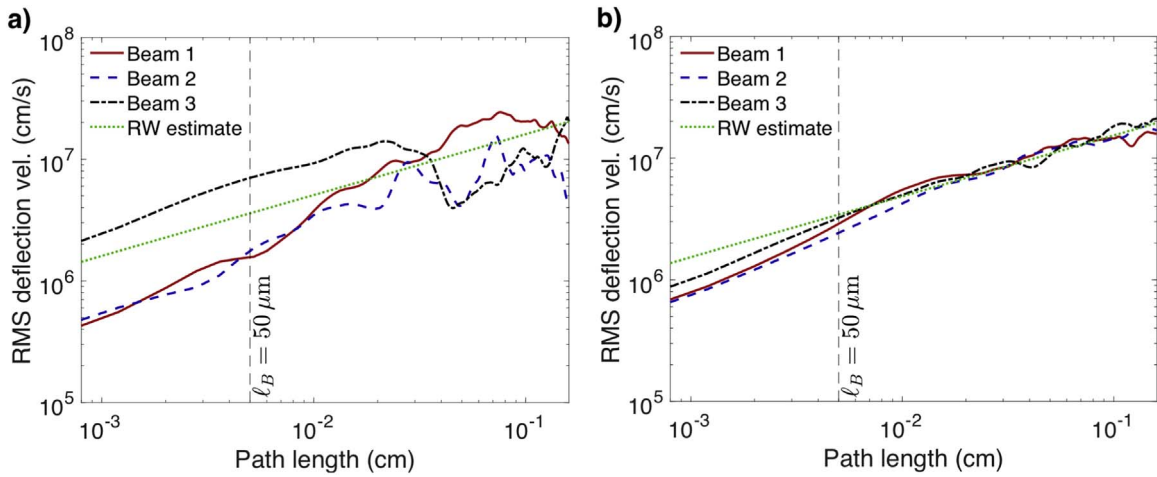 a)
RMS deflection vel. (cm/s)
10^8
10^7
10^6
10^5
Beam 1
Beam 2
Beam 3
RW estimate
ℓ_B = 50 μm
10^-3
10^-2
10^-1
Path length (cm)
b)
RMS deflection vel. (cm/s)
10^8
10^7
10^6
10^5
Beam 1
Beam 2
Beam 3
RW estimate
ℓ_B = 50 μm
10^-3
10^-2
10^-1
Path length (cm)